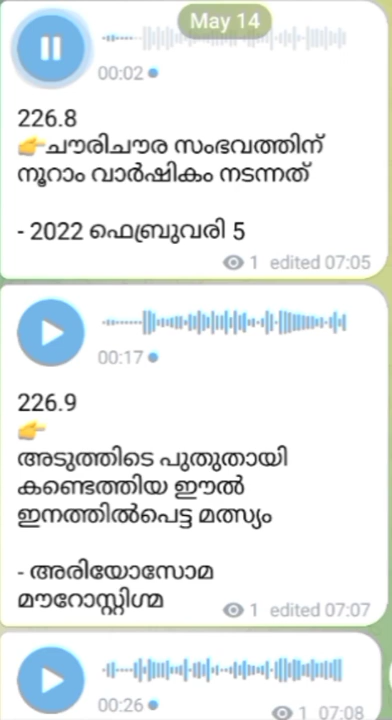 May 14
00:02
226.8
👉ചൗരിചൗര സംഭവത്തിന്
നൂറാം വാർഷികം നടന്നത്
- 2022 ഫെബ്രുവരി 5
1 edited 07:05
00:17
226.9
👉
അടുത്തിടെ പുതുതായി
കണ്ടെത്തിയ ഈൽ
ഇനത്തിൽപെട്ട മത്സ്യം
- അരിയോസോമ
മൗറോസ്റ്റിഗ്മ
1 edited 07:07
00:26
1 07:08